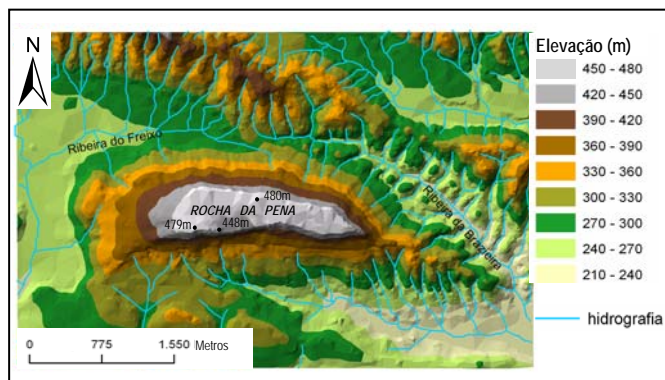 N
Ribeira do Freixo
480m
ROCHA DA PENA
479m
448m
Ribeira da Brazieira
0 775 1.550 Metros
Elevação (m)
450 - 480
420 - 450
390 - 420
360 - 390
330 - 360
300 - 330
270 - 300
240 - 270
210 - 240
hidrografia